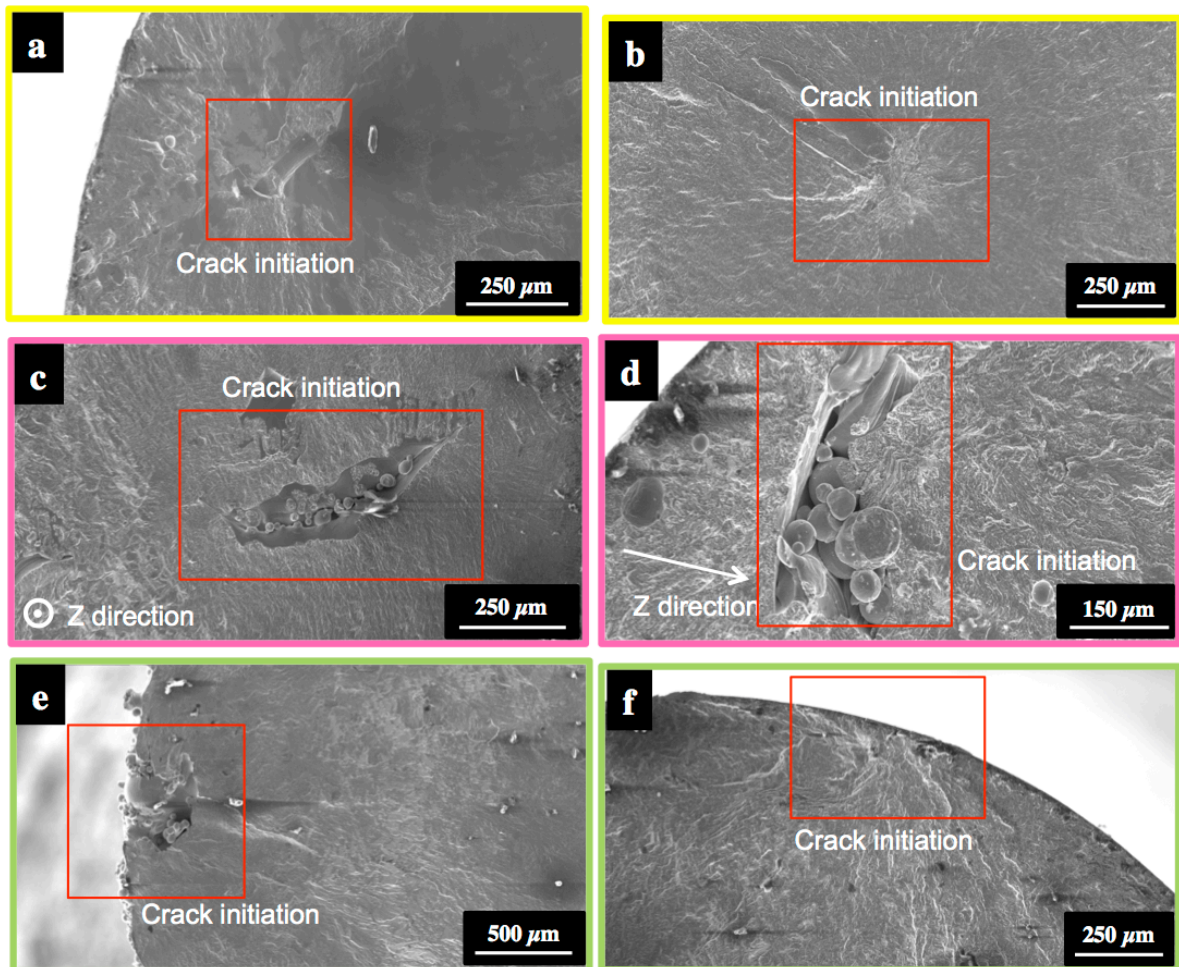 a
Crack initiation
250 µm
b
Crack initiation
250 µm
c
Crack initiation
Z direction
250 µm
d
Z direction
Crack initiation
150 µm
e
Crack initiation
500 µm
f
Crack initiation
250 µm